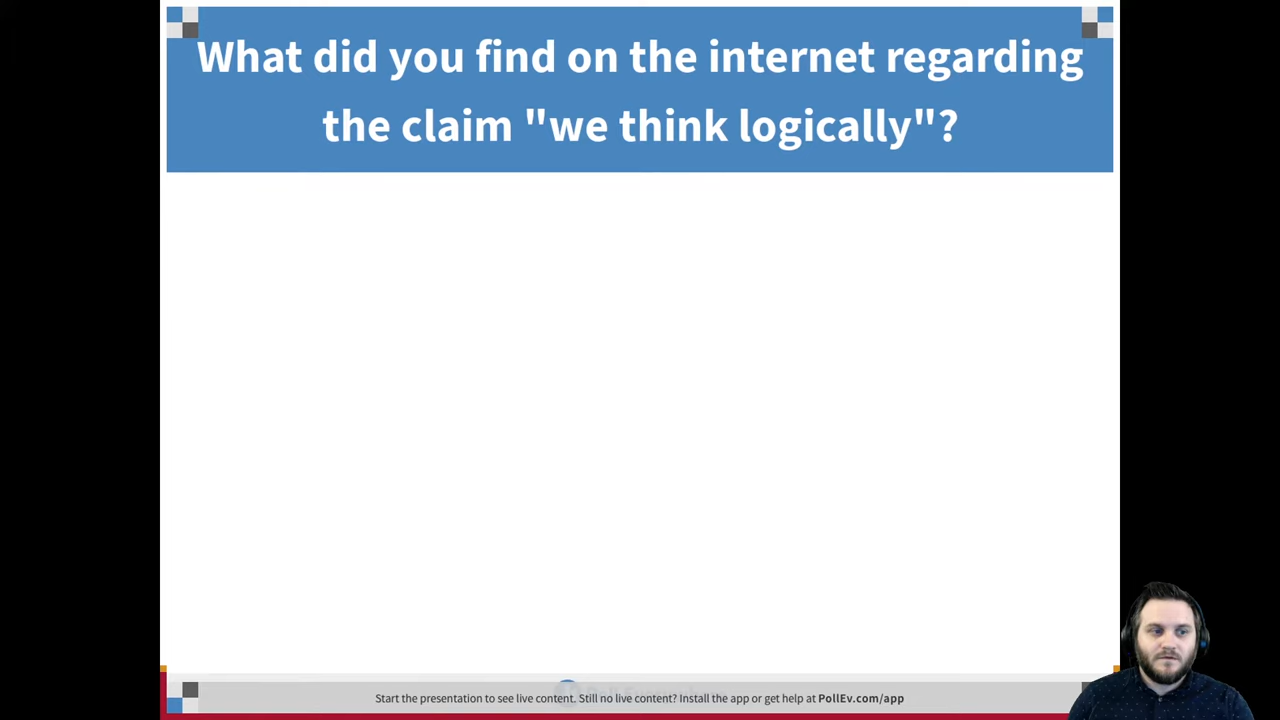 What did you find on the internet regarding
the claim "we think logically"?
Start the presentation to see live content. Still no live content? Install the app or get help at PollEv.com/app